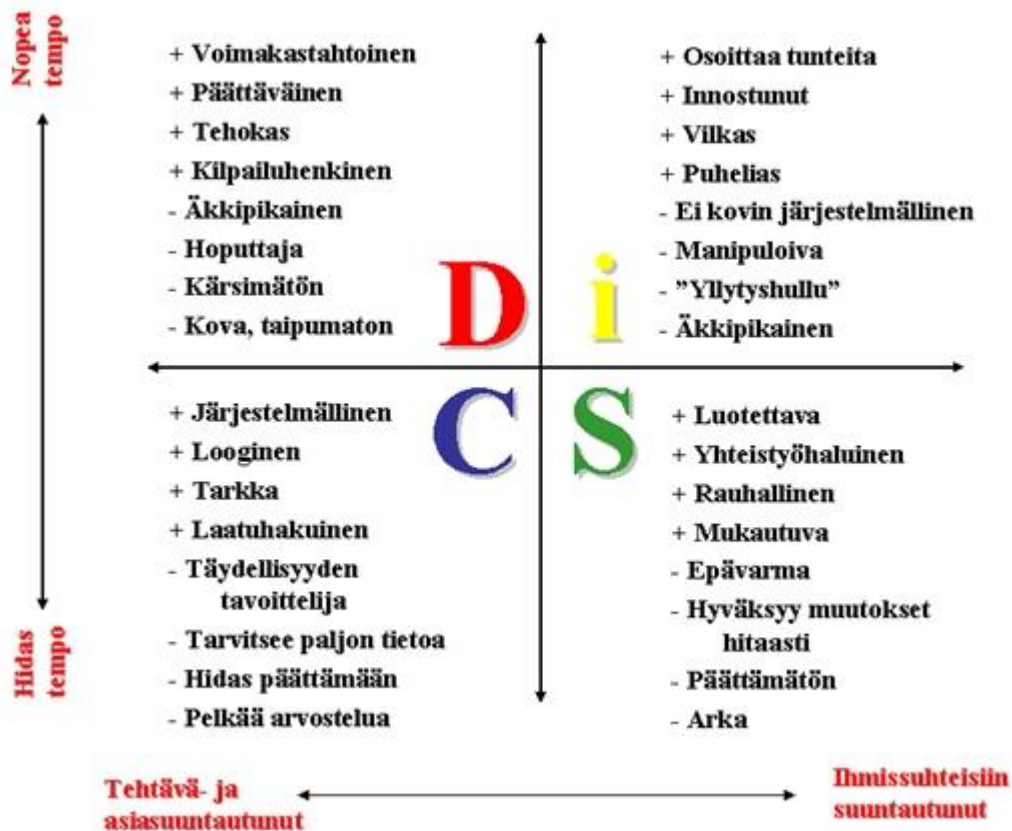 Nopea
tempo
+ Voimakastahtoinen
+ Päättäväinen
+ Tehokas
+ Kilpailuhenkinen
- Äkkipikainen
- Hoputtaja
- Kärsimätön
- Kova, taipumaton
D
+ Osoittaa tunteita
+ Innostunut
+ Vilkas
+ Puhelias
- Ei kovin järjestelmällinen
- Manipuloiva
- ”Yllytyshullu”
- Äkkipikainen
i
+ Järjestelmällinen
+ Looginen
+ Tarkka
+ Laatuhakuinen
- Täydellisyyden
tavoittelija
- Tarvitsee paljon tietoa
- Hidas päättämään
- Pelkää arvostelua
C
S
+ Luotettava
+ Yhteistyöhaluinen
+ Rauhallinen
+ Mukautuva
- Epävarma
- Hyväksyy muutokset
hitaasti
- Päättämätön
- Arka
Hidas
tempo
Tehtävä- ja
asiasuuntautunut
Ihmissuhteisiin
suuntautunut